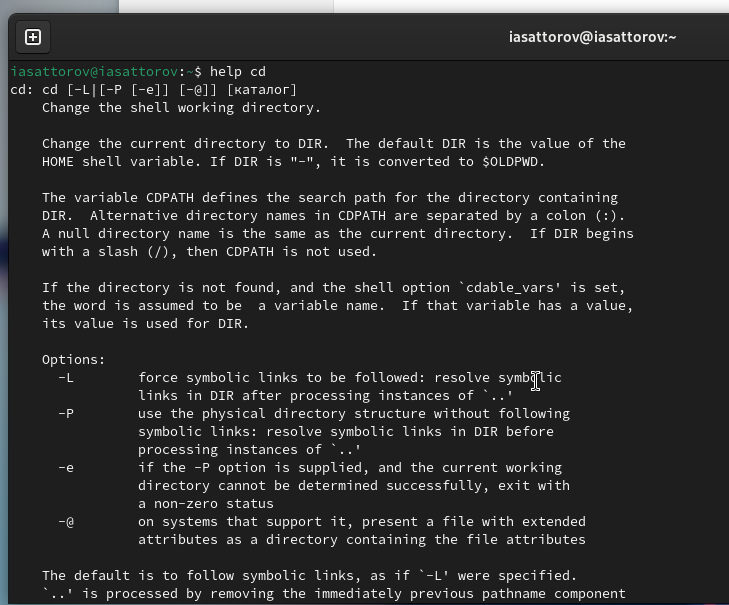 iasattorov@iasattorov:~
iasattorov@iasattorov:~$ help cd
cd: cd [-L|[-P [-e]] [-@]] [каталог]
Change the shell working directory.
Change the current directory to DIR.  The default DIR is the value of the
HOME shell variable. If DIR is "-", it is converted to $OLDPWD.
The variable CDPATH defines the search path for the directory containing
DIR.  Alternative directory names in CDPATH are separated by a colon (:).
A null directory name is the same as the current directory.  If DIR begins
with a slash (/), then CDPATH is not used.
If the directory is not found, and the shell option `cdable_vars' is set,
the word is assumed to be  a variable name.  If that variable has a value,
its value is used for DIR.
Options:
-L        force symbolic links to be followed: resolve symbolic
links in DIR after processing instances of `..'
-P        use the physical directory structure without following
symbolic links: resolve symbolic links in DIR before
processing instances of `..'
-e        if the -P option is supplied, and the current working
directory cannot be determined successfully, exit with
a non-zero status
-@        on systems that support it, present a file with extended
attributes as a directory containing the file attributes
The default is to follow symbolic links, as if `-L' were specified.
`..' is processed by removing the immediately previous pathname component